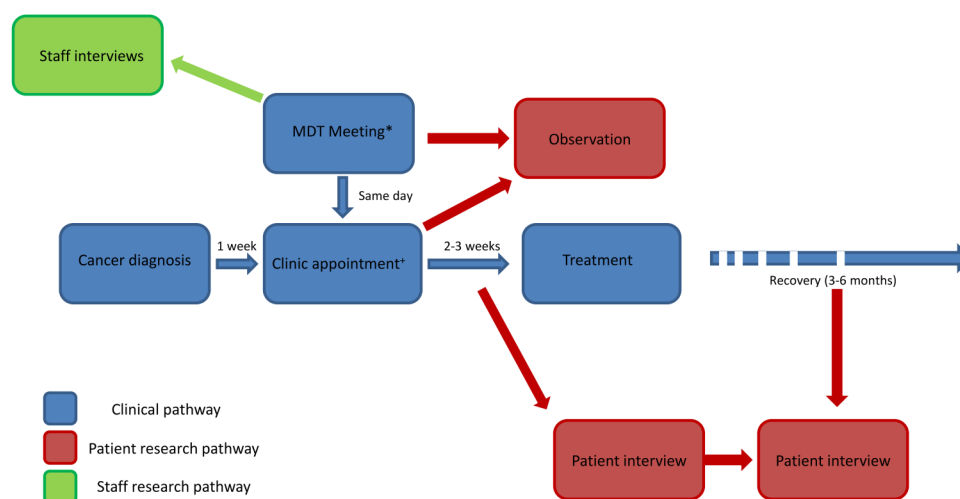 Staff interviews
MDT Meeting*
Observation
Same day
Cancer diagnosis
1 week
Clinic appointment⁺
2-3 weeks
Treatment
Recovery (3-6 months)
Clinical pathway
Patient research pathway
Staff research pathway
Patient interview
Patient interview